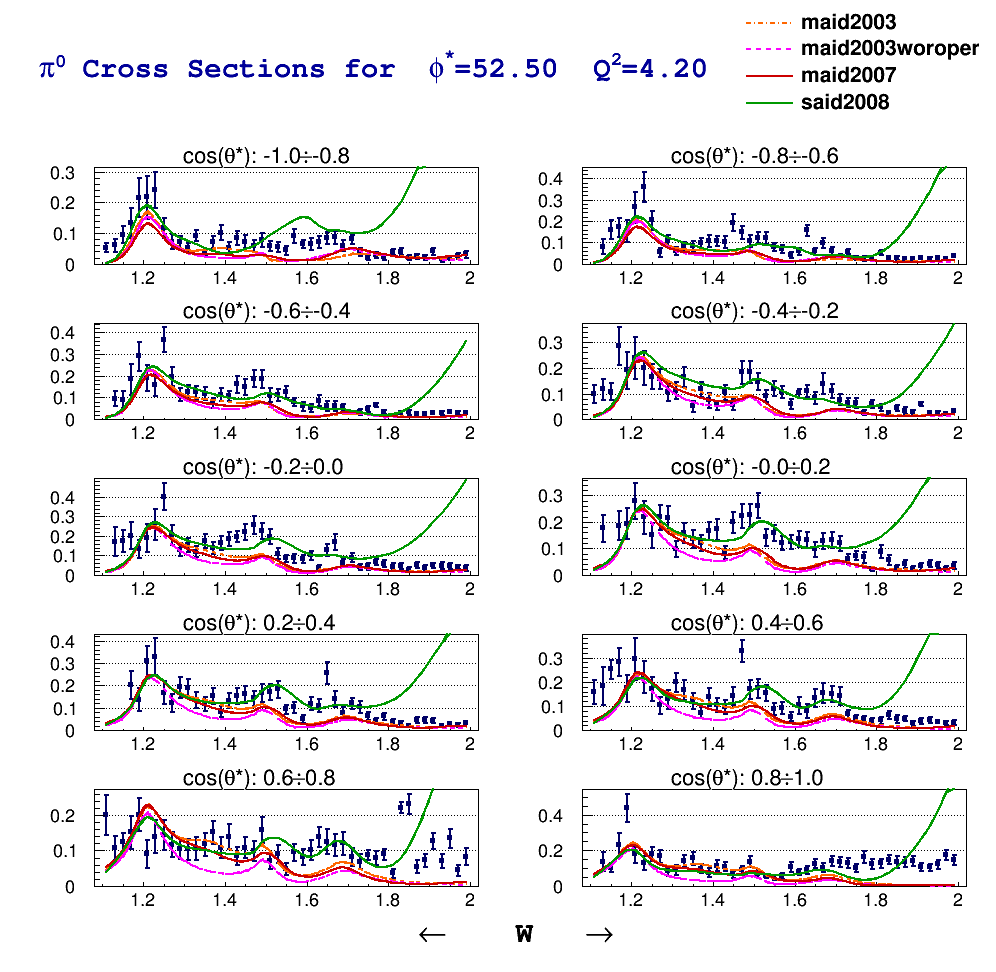 maid2003
maid2003woroper
maid2007
said2008
π⁰ Cross Sections for ϕ*=52.50 Q²=4.20
cos(θ*): -1.0÷-0.8
0.3
0.2
0.1
0
1.2 1.4 1.6 1.8 2
cos(θ*): -0.8÷-0.6
0.4
0.3
0.2
0.1
0
1.2 1.4 1.6 1.8 2
cos(θ*): -0.6÷-0.4
0.4
0.3
0.2
0.1
0
1.2 1.4 1.6 1.8 2
cos(θ*): -0.4÷-0.2
0.3
0.2
0.1
0
1.2 1.4 1.6 1.8 2
cos(θ*): -0.2÷0.0
0.4
0.3
0.2
0.1
0
1.2 1.4 1.6 1.8 2
cos(θ*): -0.0÷0.2
0.3
0.2
0.1
0
1.2 1.4 1.6 1.8 2
cos(θ*): 0.2÷0.4
0.4
0.3
0.2
0.1
0
1.2 1.4 1.6 1.8 2
cos(θ*): 0.4÷0.6
0.3
0.2
0.1
0
1.2 1.4 1.6 1.8 2
cos(θ*): 0.6÷0.8
0.2
0.1
0
1.2 1.4 1.6 1.8 2
cos(θ*): 0.8÷1.0
0.4
0.2
0
1.2 1.4 1.6 1.8 2
← W →